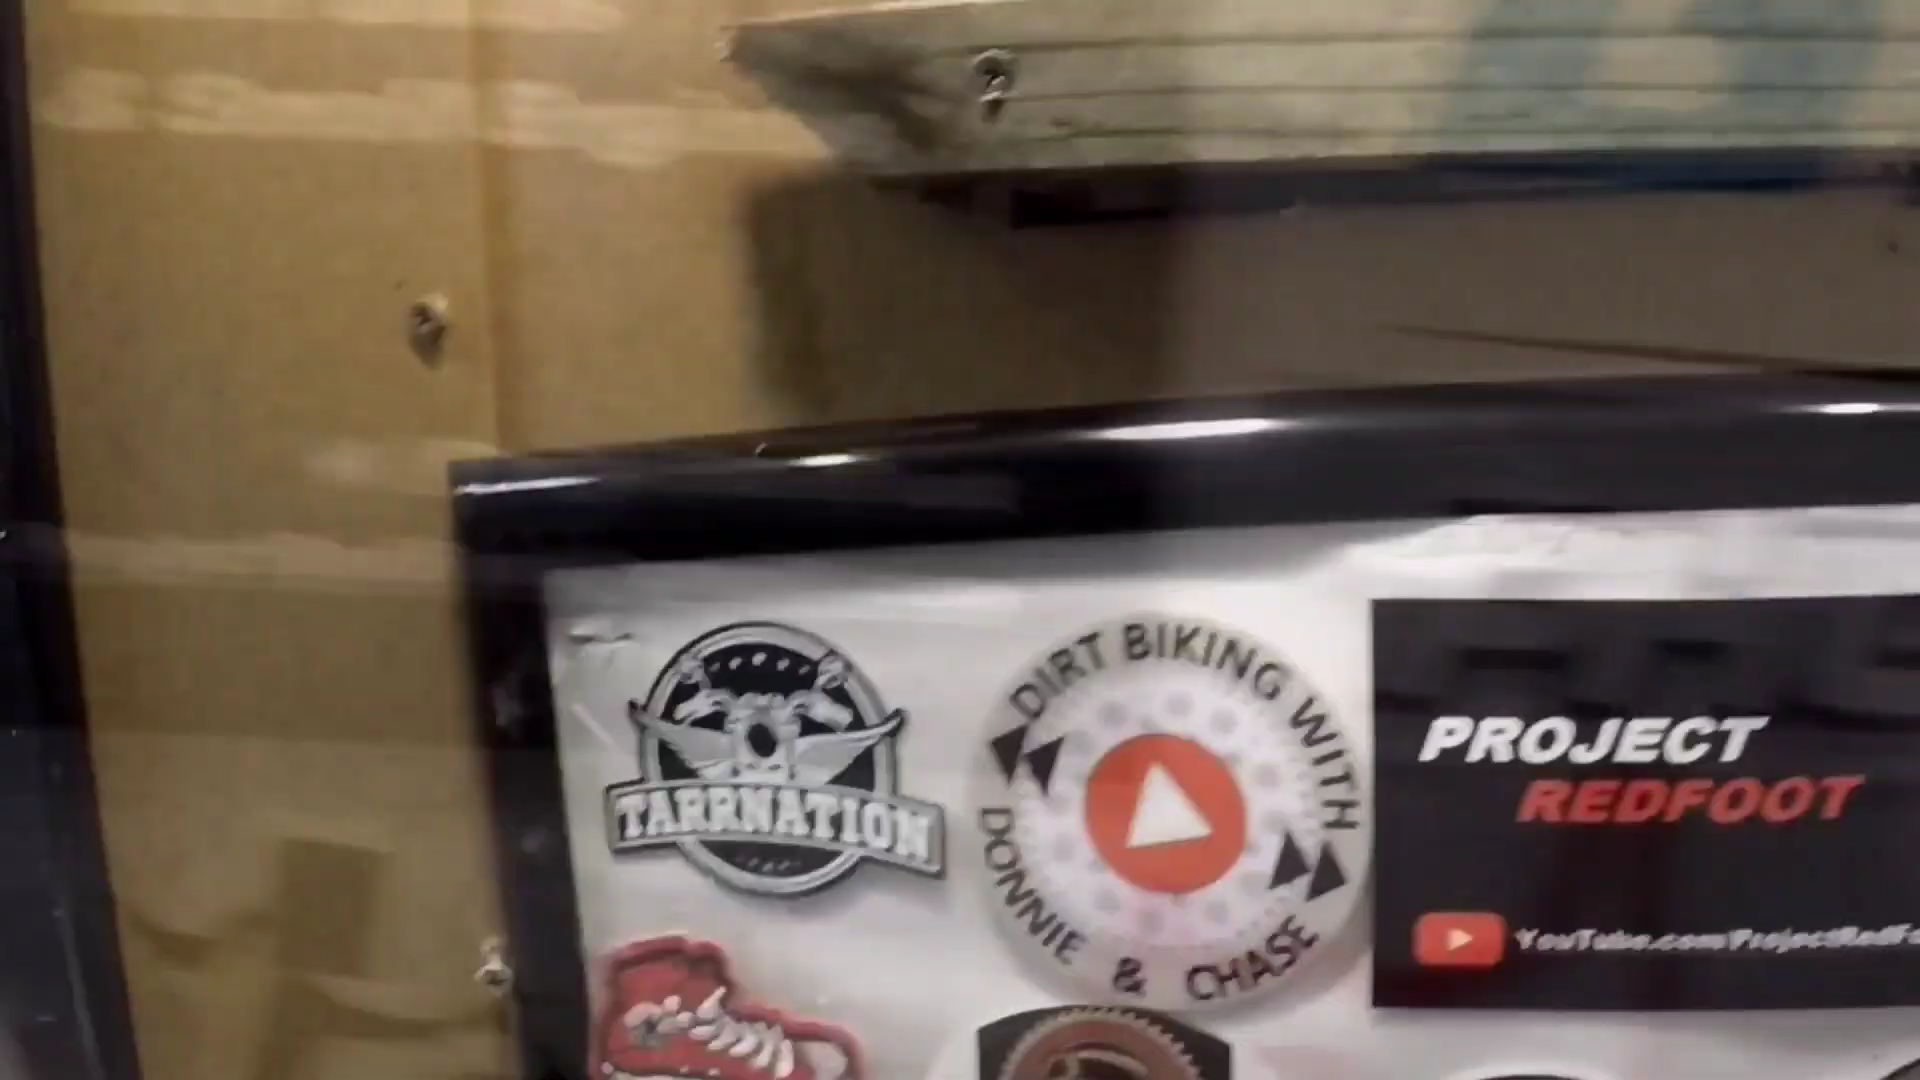 TARRNATION
DIRT BIKING WITH
DONNIE & CHASE
PROJECT
REDFOOT